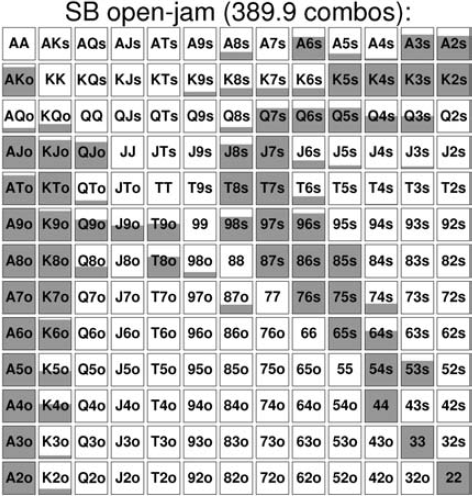 SB open-jam (389.9 combos):
AA AKs AQs AJs ATs A9s A8s A7s A6s A5s A4s A3s A2s
AKo KK KQs KJs KTs K9s K8s K7s K6s K5s K4s K3s K2s
AQo KQo QQ QJs QTs Q9s Q8s Q7s Q6s Q5s Q4s Q3s Q2s
AJo KJo QJo JJ JTs J9s J8s J7s J6s J5s J4s J3s J2s
ATo KTo QTo JTo TT T9s T8s T7s T6s T5s T4s T3s T2s
A9o K9o Q9o J9o T9o 99 98s 97s 96s 95s 94s 93s 92s
A8o K8o Q8o J8o T8o 98o 88 87s 86s 85s 84s 83s 82s
A7o K7o Q7o J7o T7o 97o 87o 77 76s 75s 74s 73s 72s
A6o K6o Q6o J6o T6o 96o 86o 76o 66 65s 64s 63s 62s
A5o K5o Q5o J5o T5o 95o 85o 75o 65o 55 54s 53s 52s
A4o K4o Q4o J4o T4o 94o 84o 74o 64o 54o 44 43s 42s
A3o K3o Q3o J3o T3o 93o 83o 73o 63o 53o 43o 33 32s
A2o K2o Q2o J2o T2o 92o 82o 72o 62o 52o 42o 32o 22